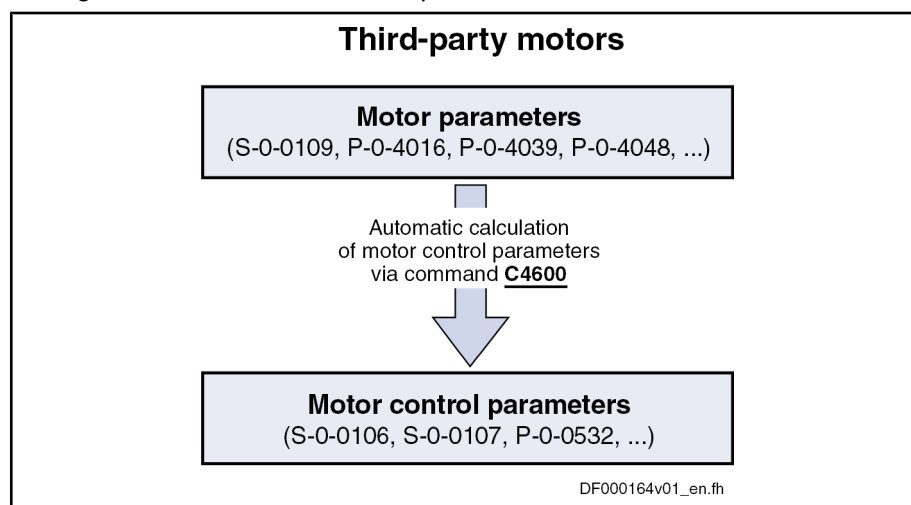 Third-party motors
Motor parameters
(S-0-0109, P-0-4016, P-0-4039, P-0-4048, ...)
Automatic calculation
of motor control parameters
via command C4600
Motor control parameters
(S-0-0106, S-0-0107, P-0-0532, ...)
DF000164v01_en.fh